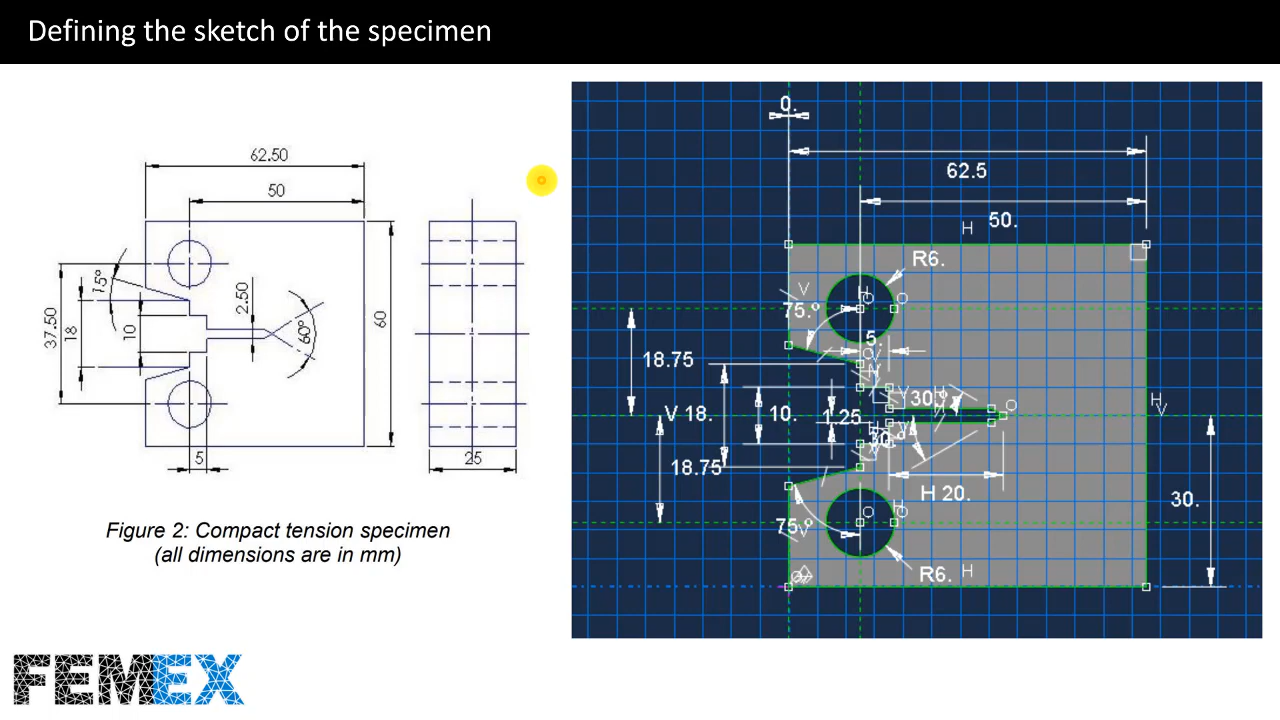 Defining the sketch of the specimen
62.50
50
15°
37.50
18
10
2.50
60°
60
5
25
Figure 2: Compact tension specimen
(all dimensions are in mm)
0.
62.5
50.
H
R6.
V
H
O
O
75.°
5.
18.75
V 18.
10.
1.25
30.°
O
H
V
30.°
18.75
H 20.
30.
75.°
V
O
H
O
R6.
H
FEMEX